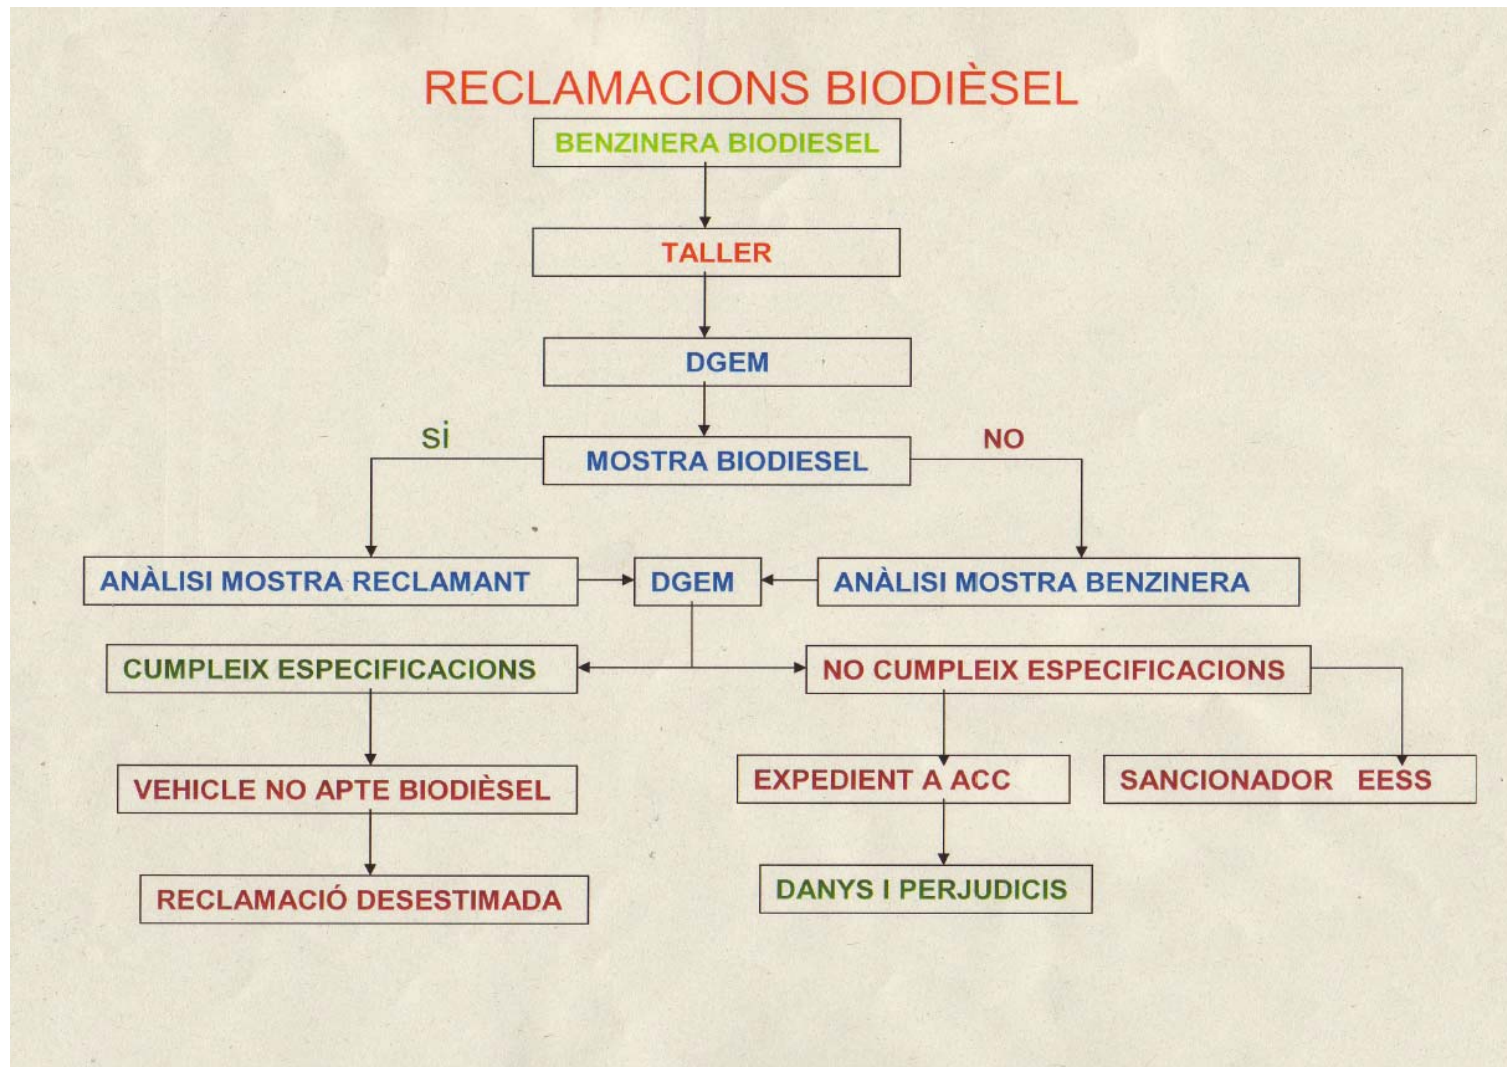 RECLAMACIONS BIODIÈSEL
BENZINERA BIODIESEL
TALLER
DGEM
sí
NO
MOSTRA BIODIESEL
ANÀLISI MOSTRA RECLAMANT
DGEM
ANÀLISI MOSTRA BENZINERA
CUMPLEIX ESPECIFICACIONS
NO CUMPLEIX ESPECIFICACIONS
VEHICLE NO APTE BIODIÈSEL
EXPEDIENT A ACC
SANCIONADOR EESS
RECLAMACIÓ DESESTIMADA
DANYS I PERJUDICIS